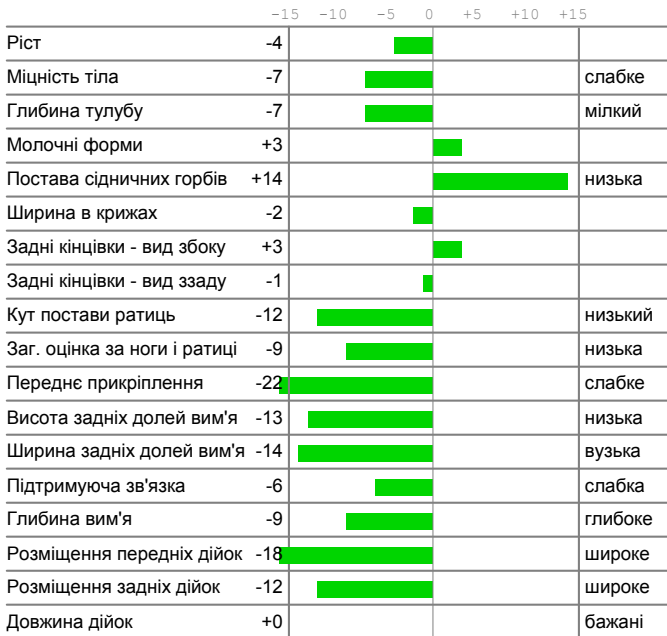 -15 -10 -5 0 +5 +10 +15
Ріст -4
Міцність тіла -7 слабке
Глибина тулубу -7 мілкий
Молочні форми +3
Постава сідничних горбів +14 низька
Ширина в крижах -2
Задні кінцівки - вид збоку +3
Задні кінцівки - вид ззаду -1
Кут постави ратиць -12 низький
Заг. оцінка за ноги і ратиці -9 низька
Переднє прикріплення -22 слабке
Висота задніх долей вим'я -13 низька
Ширина задніх долей вим'я -14 вузька
Підтримуюча зв'язка -6 слабка
Глибина вим'я -9 глибоке
Розміщення передніх дійок -18 широке
Розміщення задніх дійок -12 широке
Довжина дійок +0 бажані